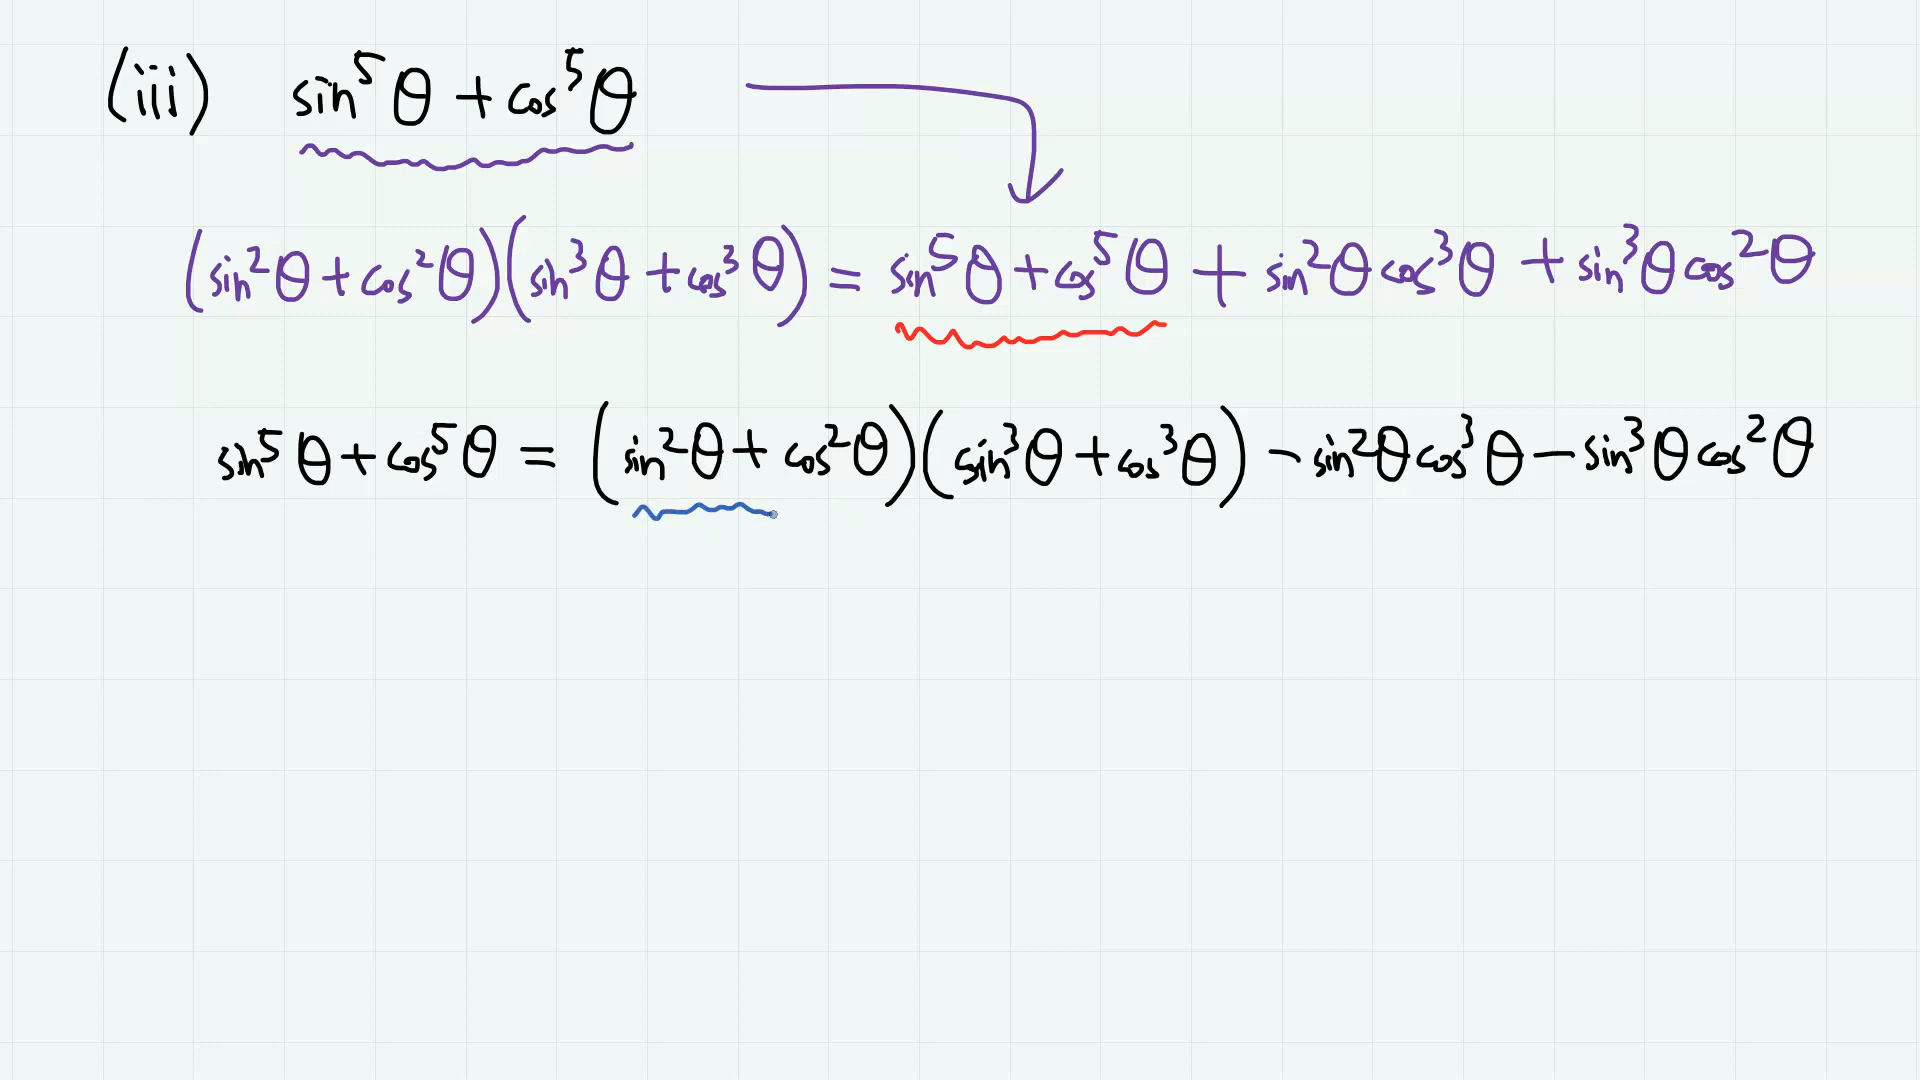 (iii) sin⁵θ + cos⁵θ
(sin²θ + cos²θ)(sin³θ + cos³θ) = sin⁵θ + cos⁵θ + sin²θ cos³θ + sin³θ cos²θ
sin⁵θ + cos⁵θ = (sin²θ + cos²θ)(sin³θ + cos³θ) − sin²θ cos³θ − sin³θ cos²θ